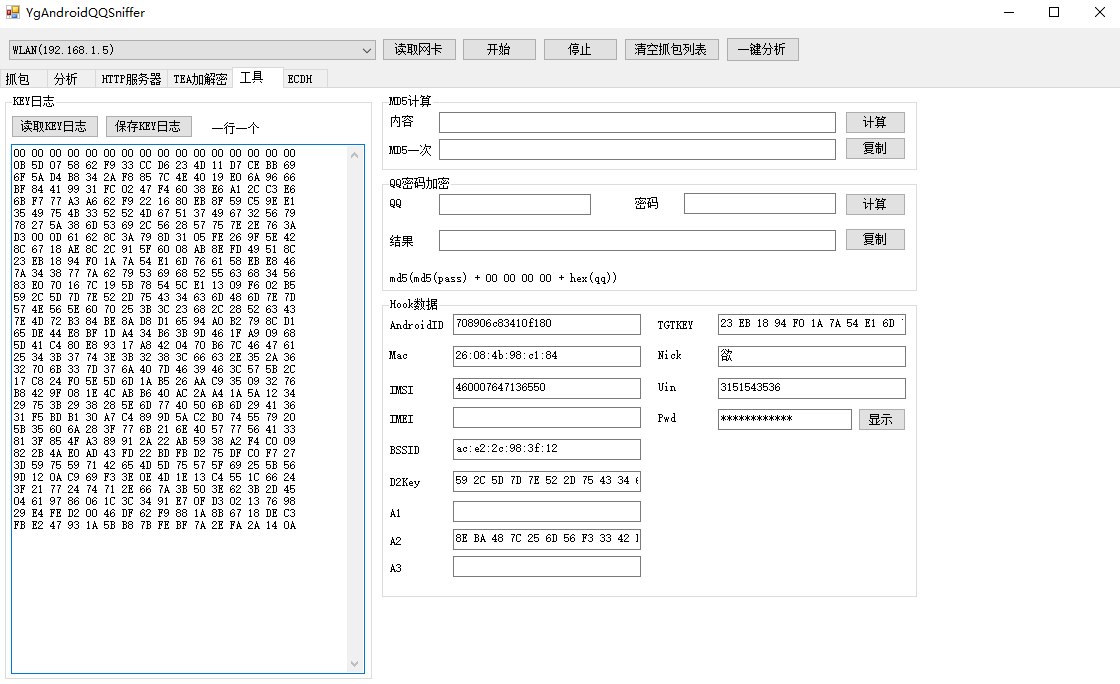 YgAndroidQQSniffer
WLAN(192.168.1.5)
读取网卡
开始
停止
清空抓包列表
一键分析
抓包
分析
HTTP服务器
TEA加解密
工具
ECDH
KEY日志
读取KEY日志
保存KEY日志
一行一个
00 00 00 00 00 00 00 00 00 00 00 00 00 00 00 00
0B 5D 07 58 62 F9 33 CC D6 23 4D 11 D7 CE BB 69
6F 5A D4 B8 34 2A F8 85 7C 4E 40 19 E0 6A 96 66
BF 84 41 99 31 FC 02 47 F4 60 38 E6 A1 2C C3 E6
6B F7 77 A3 A6 62 F9 22 16 80 EB 8F 59 C5 9E E1
35 49 75 4B 33 52 52 4D 67 51 37 49 67 32 56 79
78 27 5A 38 6D 53 69 2C 56 28 57 75 7E 2E 76 3A
D3 00 0D 61 62 8C 3A 79 8D 31 05 FE 26 9F 5E 42
8C 67 18 AE 8C 2C 91 5F 60 08 AB 8E FD 49 51 8C
23 EB 18 94 F0 1A 7A 54 E1 6D 76 61 58 EB E8 46
7A 34 38 77 7A 62 79 53 69 68 52 55 63 68 34 56
83 E0 70 16 7C 19 5B 78 54 5C E1 13 09 F6 02 B5
59 2C 5D 7D 7E 52 2D 75 43 34 63 6D 48 6D 7E 7D
57 4E 56 5E 60 70 25 3B 3C 23 68 2C 28 52 63 43
7E 4D 72 B3 84 BE 8A D8 D1 65 94 A0 B2 79 8C D1
65 DE 44 E8 BF 1D A4 34 B6 3B 9D 46 1F A9 09 68
5D 41 C4 80 E8 93 17 A8 42 04 70 B6 7C 46 47 61
25 34 3B 37 74 3E 3B 32 38 3C 66 63 2E 35 2A 36
32 70 6B 33 7D 37 6A 40 7D 46 39 46 3C 57 5B 2C
17 C8 24 F0 5E 5D 6D 1A B5 26 AA C9 35 09 32 76
B8 42 9F 08 1E 4C AB B6 40 AC 2A A4 1A 5A 12 34
29 75 3B 29 38 28 5E 6D 77 40 50 6B 6D 29 41 36
31 F5 BD B1 30 A7 C4 89 9D 5A C2 B0 74 55 79 20
5B 35 60 6A 28 3F 77 6B 21 6E 40 57 77 56 41 33
81 3F 85 4F A3 89 91 2A 22 AB 59 38 A2 F4 C0 09
82 2B 4A E0 AD 43 FD 22 BD FB D2 75 DF C0 F7 27
3D 59 75 59 71 42 65 4D 5D 75 57 5F 69 25 5B 56
9D 12 0A C9 69 F3 3E 0E 4D 1E 13 C4 55 1C 66 24
3F 21 77 24 74 71 2E 66 7A 3B 50 3E 62 3B 2D 45
04 61 97 86 06 1C 3C 34 91 E7 0F D3 02 13 76 98
29 E4 FE D2 00 46 DF 62 F9 88 1A 8B 67 18 DE C3
FB E2 47 93 1A 5B B8 7B FE BF 7A 2E FA 2A 14 0A
MD5计算
内容
计算
MD5一次
复制
QQ密码加密
QQ
密码
计算
结果
复制
md5(md5(pass) + 00 00 00 00 + hex(qq))
Hook数据
AndroidID
708906c83410f180
TGTKEY
23 EB 18 94 F0 1A 7A 54 E1 6D
Mac
26:08:4b:98:c1:84
Nick
欲
IMSI
460007647136550
Uin
3151543536
IMEI
Pwd
************
显示
BSSID
ac:e2:2c:98:3f:12
D2Key
59 2C 5D 7D 7E 52 2D 75 43 34
A1
A2
8E BA 48 7C 25 6D 56 F3 33 42
A3